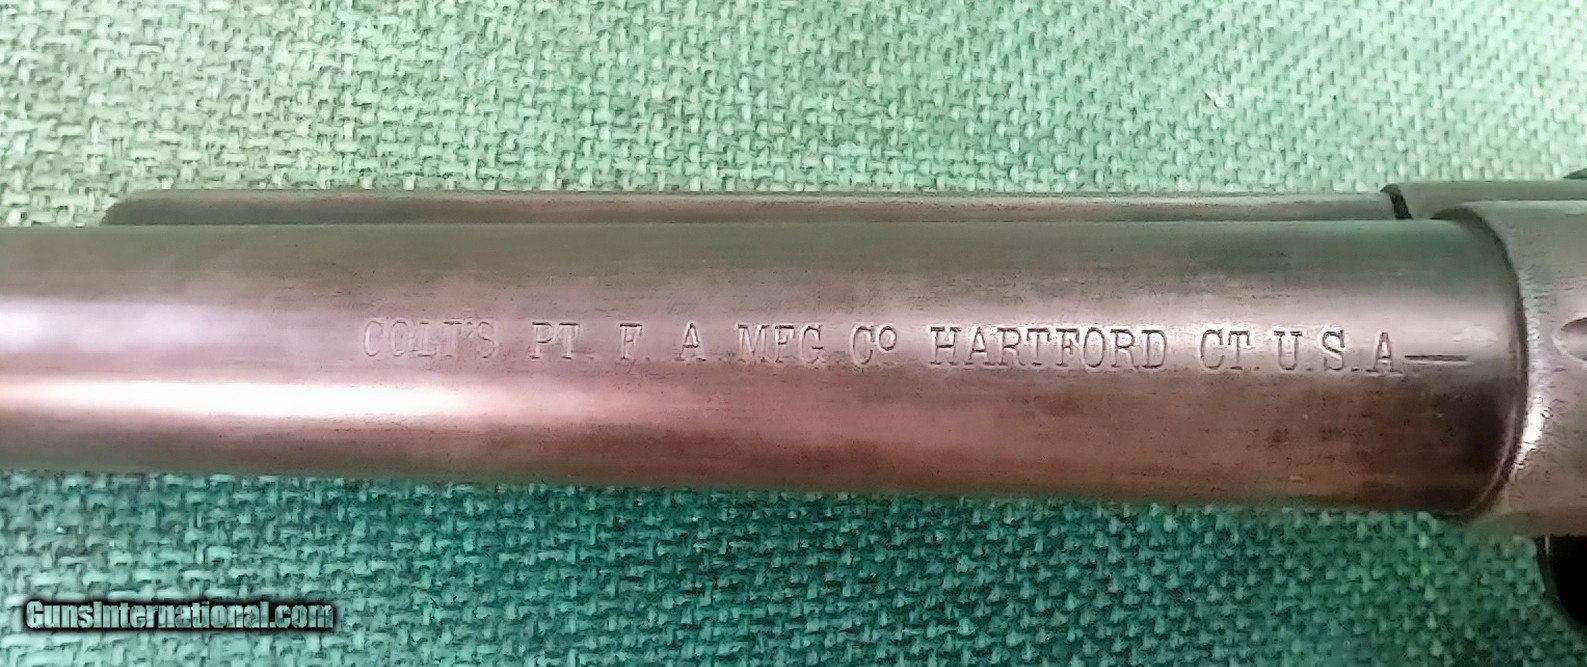 COLT'S PT. F. A MFG Cº HARTFORD CT. U.S.A—
GunsInternational.com